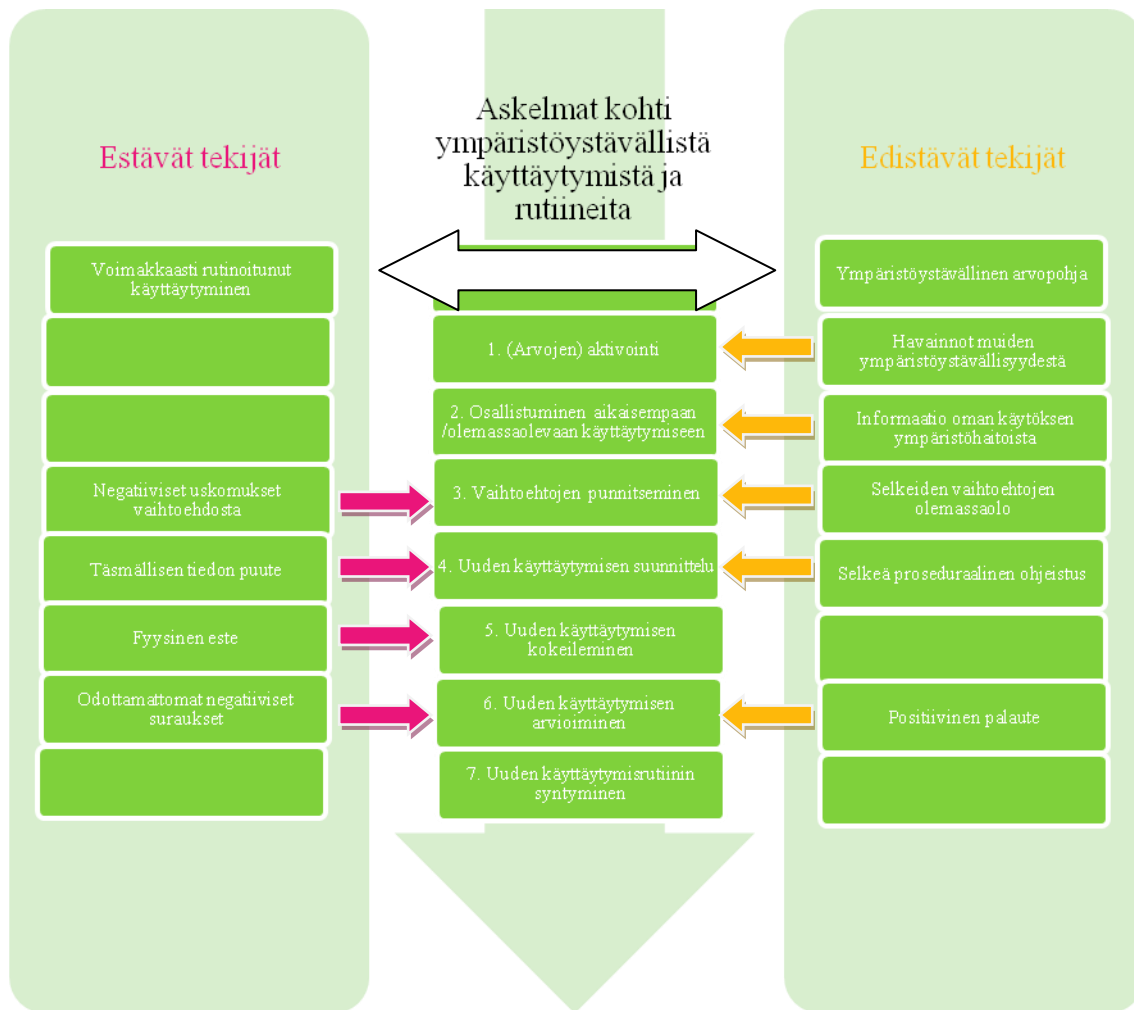 Estävät tekijät
Voimakkaasti rutinoitunut
käyttäytyminen
Negatiiviset uskomukset
vaihtoehdosta
Täsmällisen tiedon puute
Fyysinen este
Odottamattomat negatiiviset
suraukset
Askelmat kohti
ympäristöystävällistä
käyttäytymistä ja
rutiineita
1. (Arvojen) aktivointi
2. Osallistuminen aikaisempaan
/olemassaolevaan käyttäytymiseen
3. Vaihtoehtojen punnitseminen
4. Uuden käyttäytymisen suunnittelu
5. Uuden käyttäytymisen
kokeileminen
6. Uuden käyttäytymisen
arvioiminen
7. Uuden käyttäytymisrutiinin
syntyminen
Edistävät tekijät
Ympäristöystävällinen arvopohja
Havainnot muiden
ympäristöystävällisyydestä
Informaatio oman käytöksen
ympäristöhaitoista
Selkeiden vaihtoehtojen
olemassaolo
Selkeä proseduraalinen ohjeistus
Positiivinen palaute